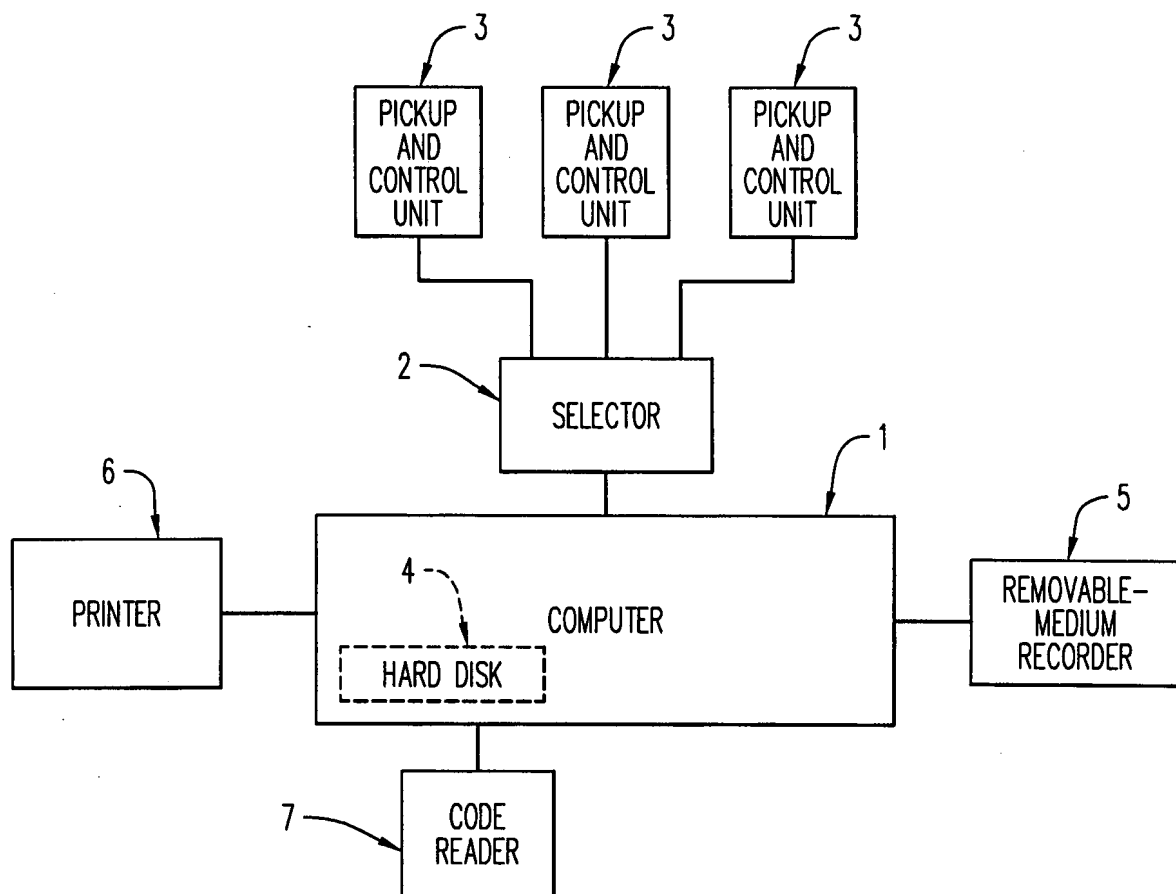 3 3 3
PICKUP
AND
CONTROL
UNIT
PICKUP
AND
CONTROL
UNIT
PICKUP
AND
CONTROL
UNIT
2
SELECTOR
1
6
5
PRINTER
4
COMPUTER
HARD DISK
REMOVABLE-
MEDIUM
RECORDER
7
CODE
READER